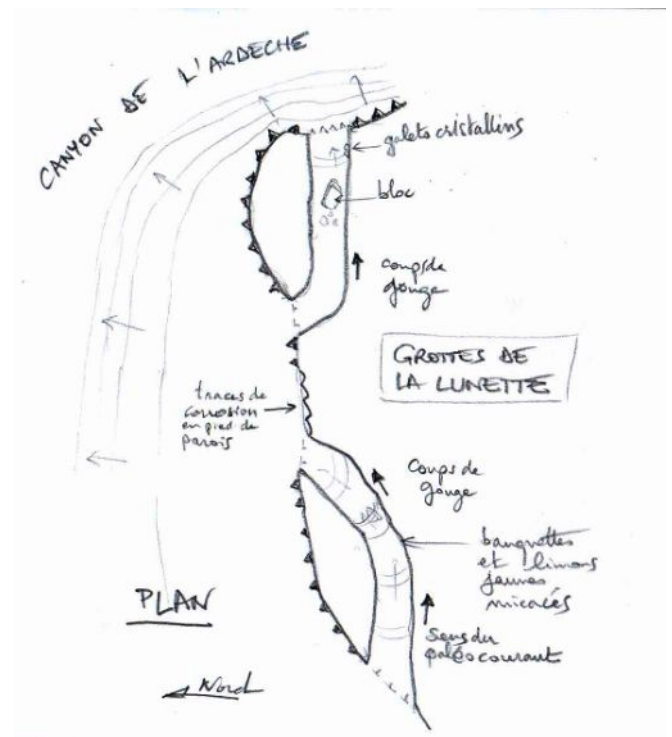 CANYON DE L'ARDECHE
galets cristallins
bloc
coups de
gouge
GROTTES DE
LA LUNETTE
traces de
corrosion
en pied de
parois
Coups de
gouge
banquettes
et limons
jaunes
micacés
PLAN
Sens du
paléocourant
Nord